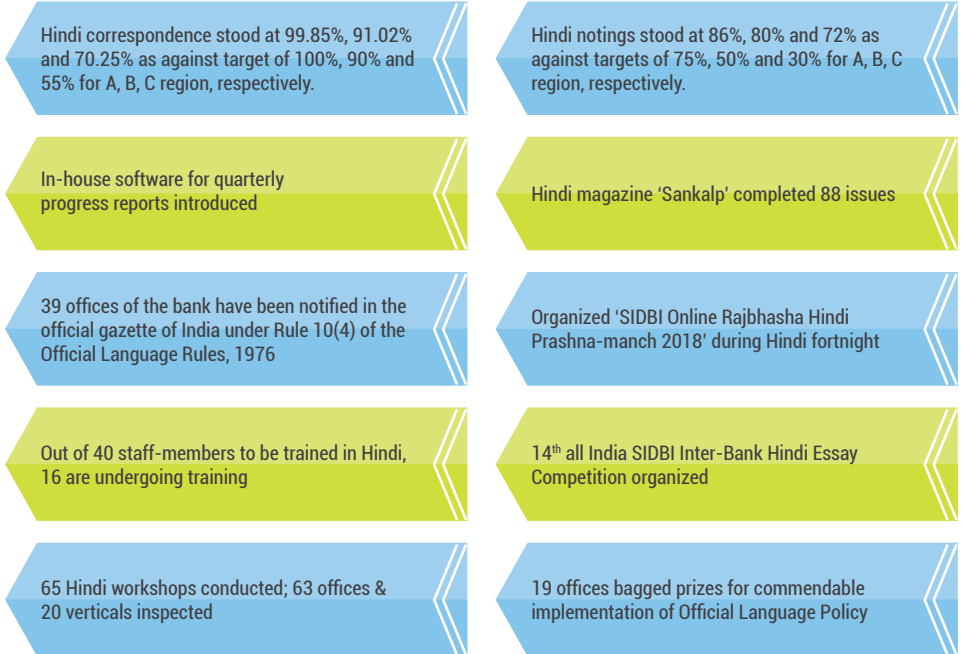 Hindi correspondence stood at 99.85%, 91.02%
and 70.25% as against target of 100%, 90% and
55% for A, B, C region, respectively.
Hindi notings stood at 86%, 80% and 72% as
against targets of 75%, 50% and 30% for A, B, C
region, respectively.
In-house software for quarterly
progress reports introduced
Hindi magazine ‘Sankalp’ completed 88 issues
39 offices of the bank have been notified in the
official gazette of India under Rule 10(4) of the
Official Language Rules, 1976
Organized ‘SIDBI Online Rajbhasha Hindi
Prashna-manch 2018’ during Hindi fortnight
Out of 40 staff-members to be trained in Hindi,
16 are undergoing training
14th all India SIDBI Inter-Bank Hindi Essay
Competition organized
65 Hindi workshops conducted; 63 offices &
20 verticals inspected
19 offices bagged prizes for commendable
implementation of Official Language Policy